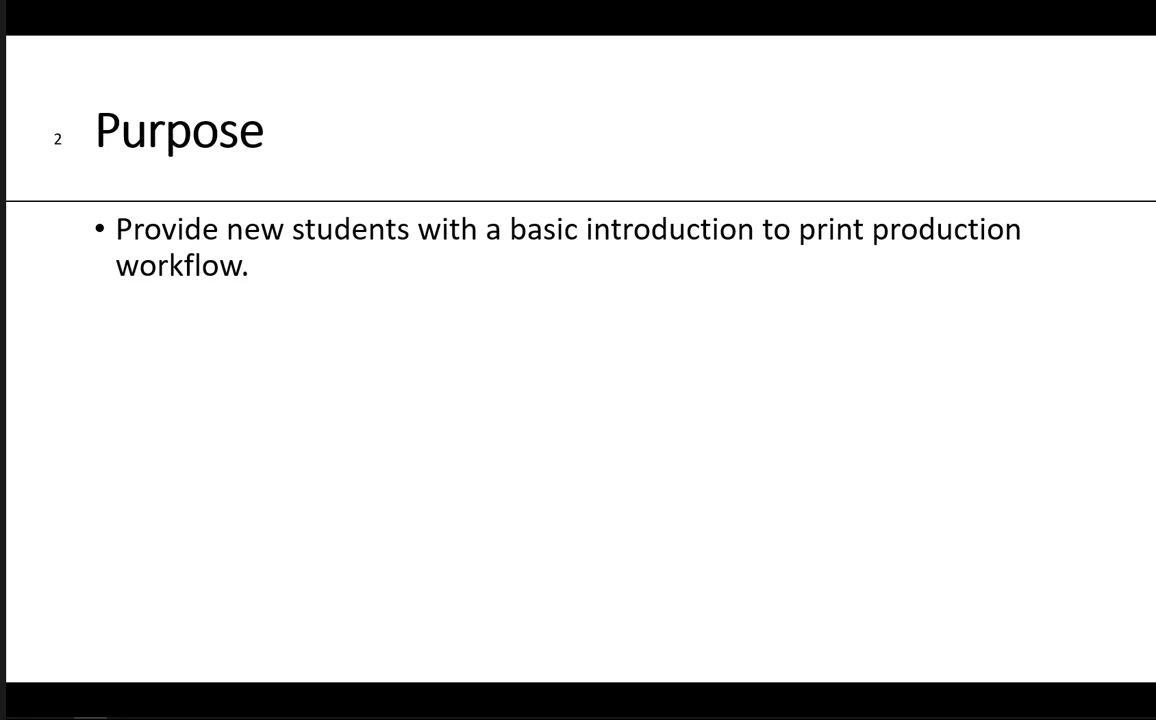 2
Purpose
• Provide new students with a basic introduction to print production
workflow.